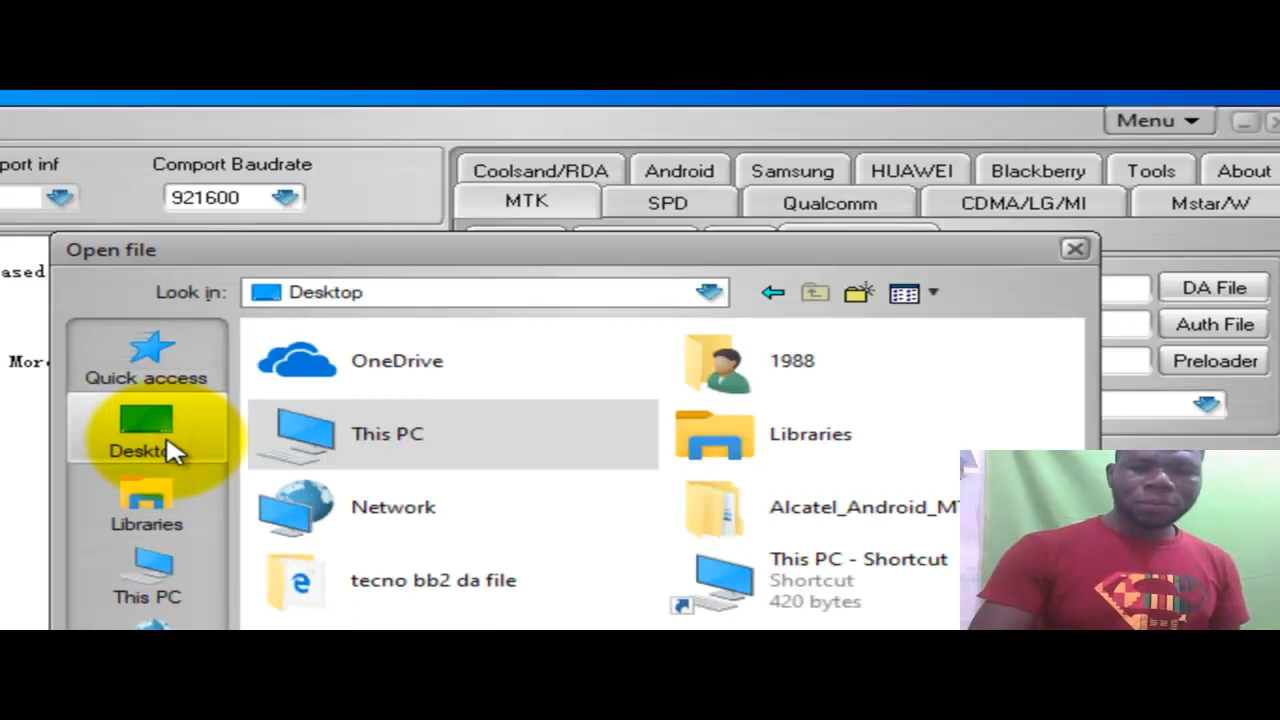 Menu
port inf
Comport Baudrate
921600
Coolsand/RDA
Android
Samsung
HUAWEI
Blackberry
Tools
About
MTK
SPD
Qualcomm
CDMA/LG/MI
Mstar/W
ased
Open file
Look in:
Desktop
DA File
Auth File
Preloader
Mor
Quick access
OneDrive
1988
Deskto
This PC
Libraries
Libraries
Network
Alcatel_Android_M
This PC
tecno bb2 da file
This PC - Shortcut
Shortcut
420 bytes